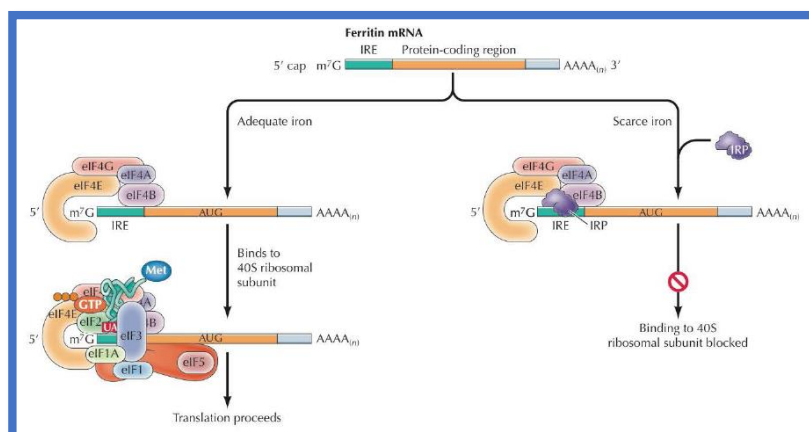 Ferritin mRNA
IRE Protein-coding region
5' cap m⁷G AAAA(n) 3'
Adequate iron
Scarce iron
IRP
eIF4G
eIF4A
eIF4E
eIF4B
5' m⁷G AUG AAAA(n)
IRE
eIF4G
eIF4A
eIF4E
eIF4B
5' m⁷G AUG AAAA(n)
IRE IRP
Binds to
40S ribosomal
subunit
Met
GTP
eIF4E
eIF2
UA
eIF3
5' m⁷G AUG AAAA(n)
eIF1A
eIF1
eIF5
Translation proceeds
Binding to 40S
ribosomal subunit blocked